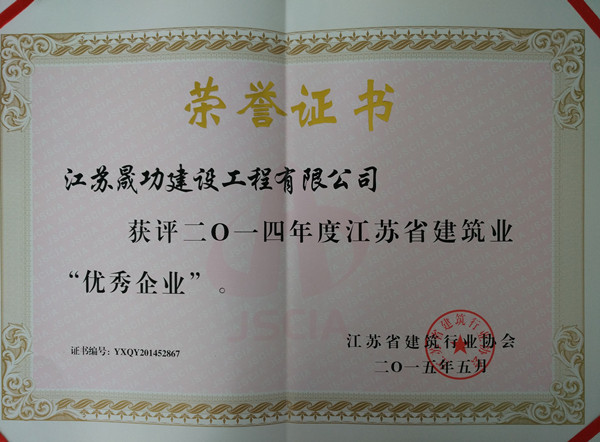 荣誉证书
江苏晟功建设工程有限公司
获评二O一四年度江苏省建筑业
“优秀企业”。
JSCIA
证书编号：YXQY201452867
江苏省建筑行业协会
二O一五年五月